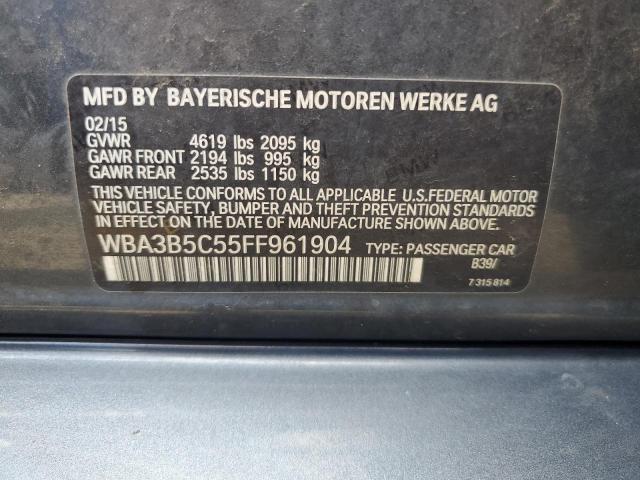 MFD BY BAYERISCHE MOTOREN WERKE AG
02/15
GVWR 4619 lbs 2095 kg
GAWR FRONT 2194 lbs 995 kg
GAWR REAR 2535 lbs 1150 kg
THIS VEHICLE CONFORMS TO ALL APPLICABLE U.S.FEDERAL MOTOR
VEHICLE SAFETY, BUMPER AND THEFT PREVENTION STANDARDS
IN EFFECT ON THE DATE OF MANUFACTURE SHOWN ABOVE.
WBA3B5C55FF961904 TYPE: PASSENGER CAR
B39/
7 315 814